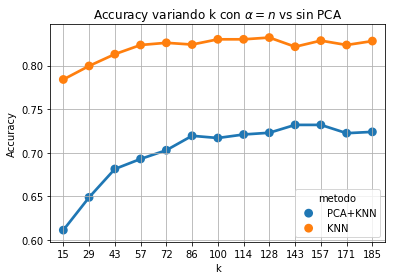 Accuracy variando k con α = n vs sin PCA
Accuracy
0.80
0.75
0.70
0.65
0.60
metodo
PCA+KNN
KNN
15 29 43 57 72 86 100 114 128 143 157 171 185
k